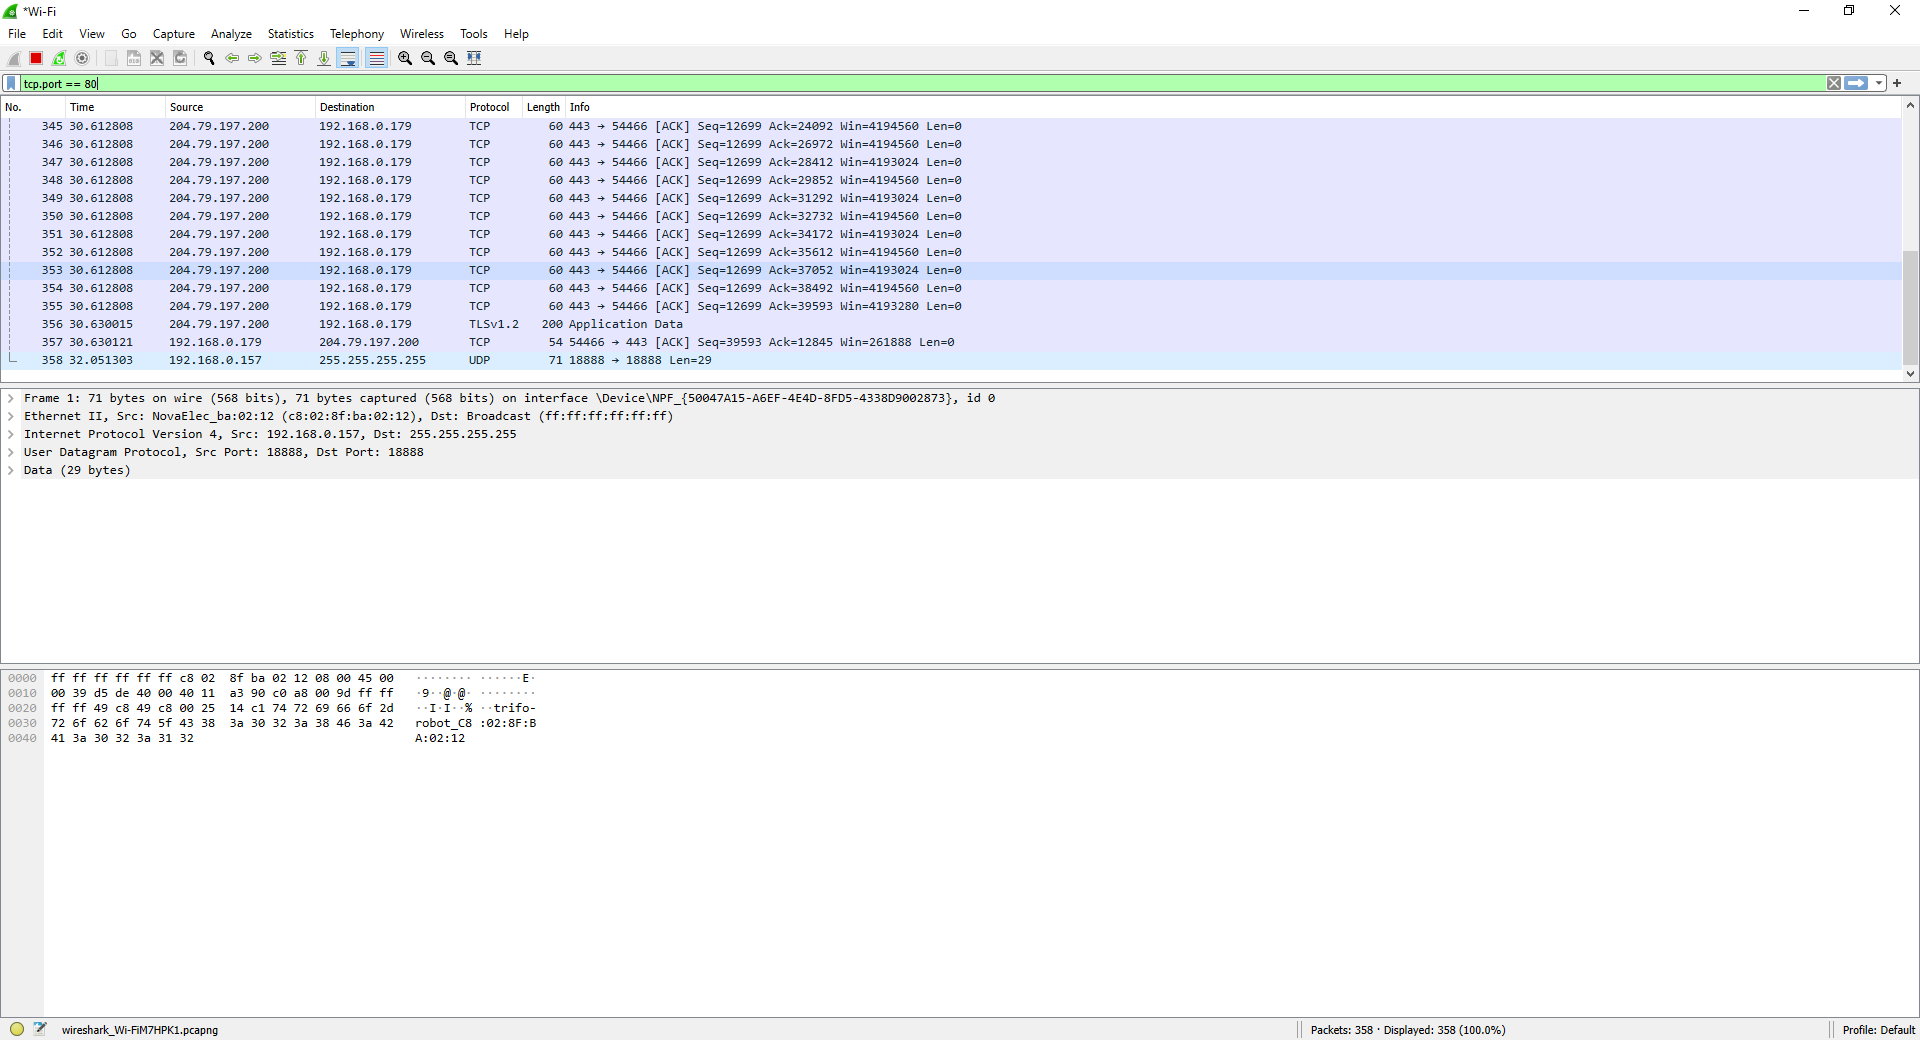 *Wi-Fi
File Edit View Go Capture Analyze Statistics Telephony Wireless Tools Help
tcp.port == 80
No. Time Source Destination Protocol Length Info
345 30.612808 204.79.197.200 192.168.0.179 TCP 60 443 → 54466 [ACK] Seq=12699 Ack=24092 Win=4194560 Len=0
346 30.612808 204.79.197.200 192.168.0.179 TCP 60 443 → 54466 [ACK] Seq=12699 Ack=26972 Win=4194560 Len=0
347 30.612808 204.79.197.200 192.168.0.179 TCP 60 443 → 54466 [ACK] Seq=12699 Ack=28412 Win=4193024 Len=0
348 30.612808 204.79.197.200 192.168.0.179 TCP 60 443 → 54466 [ACK] Seq=12699 Ack=29852 Win=4194560 Len=0
349 30.612808 204.79.197.200 192.168.0.179 TCP 60 443 → 54466 [ACK] Seq=12699 Ack=31292 Win=4193024 Len=0
350 30.612808 204.79.197.200 192.168.0.179 TCP 60 443 → 54466 [ACK] Seq=12699 Ack=32732 Win=4194560 Len=0
351 30.612808 204.79.197.200 192.168.0.179 TCP 60 443 → 54466 [ACK] Seq=12699 Ack=34172 Win=4193024 Len=0
352 30.612808 204.79.197.200 192.168.0.179 TCP 60 443 → 54466 [ACK] Seq=12699 Ack=35612 Win=4194560 Len=0
353 30.612808 204.79.197.200 192.168.0.179 TCP 60 443 → 54466 [ACK] Seq=12699 Ack=37052 Win=4193024 Len=0
354 30.612808 204.79.197.200 192.168.0.179 TCP 60 443 → 54466 [ACK] Seq=12699 Ack=38492 Win=4194560 Len=0
355 30.612808 204.79.197.200 192.168.0.179 TCP 60 443 → 54466 [ACK] Seq=12699 Ack=39593 Win=4193280 Len=0
356 30.630015 204.79.197.200 192.168.0.179 TLSv1.2 200 Application Data
357 30.630121 192.168.0.179 204.79.197.200 TCP 54 54466 → 443 [ACK] Seq=39593 Ack=12845 Win=261888 Len=0
358 32.051303 192.168.0.157 255.255.255.255 UDP 71 18888 → 18888 Len=29
Frame 1: 71 bytes on wire (568 bits), 71 bytes captured (568 bits) on interface \Device\NPF_{50047A15-A6EF-4E4D-8FD5-4338D9002873}, id 0
Ethernet II, Src: NovaElec_ba:02:12 (c8:02:8f:ba:02:12), Dst: Broadcast (ff:ff:ff:ff:ff:ff)
Internet Protocol Version 4, Src: 192.168.0.157, Dst: 255.255.255.255
User Datagram Protocol, Src Port: 18888, Dst Port: 18888
Data (29 bytes)
0000 ff ff ff ff ff ff c8 02 8f ba 02 12 08 00 45 00 ········ ······E·
0010 00 39 d5 de 40 00 40 11 a3 90 c0 a8 00 9d ff ff ·9··@·@· ········
0020 ff ff 49 c8 49 c8 00 25 14 c1 74 72 69 66 6f 2d ··I·I··% ··trifo-
0030 72 6f 62 6f 74 5f 43 38 3a 30 32 3a 38 46 3a 42 robot_C8 :02:8F:B
0040 41 3a 30 32 3a 31 32 A:02:12
wireshark_Wi-FiM7HPK1.pcapng Packets: 358 · Displayed: 358 (100.0%) Profile: Default